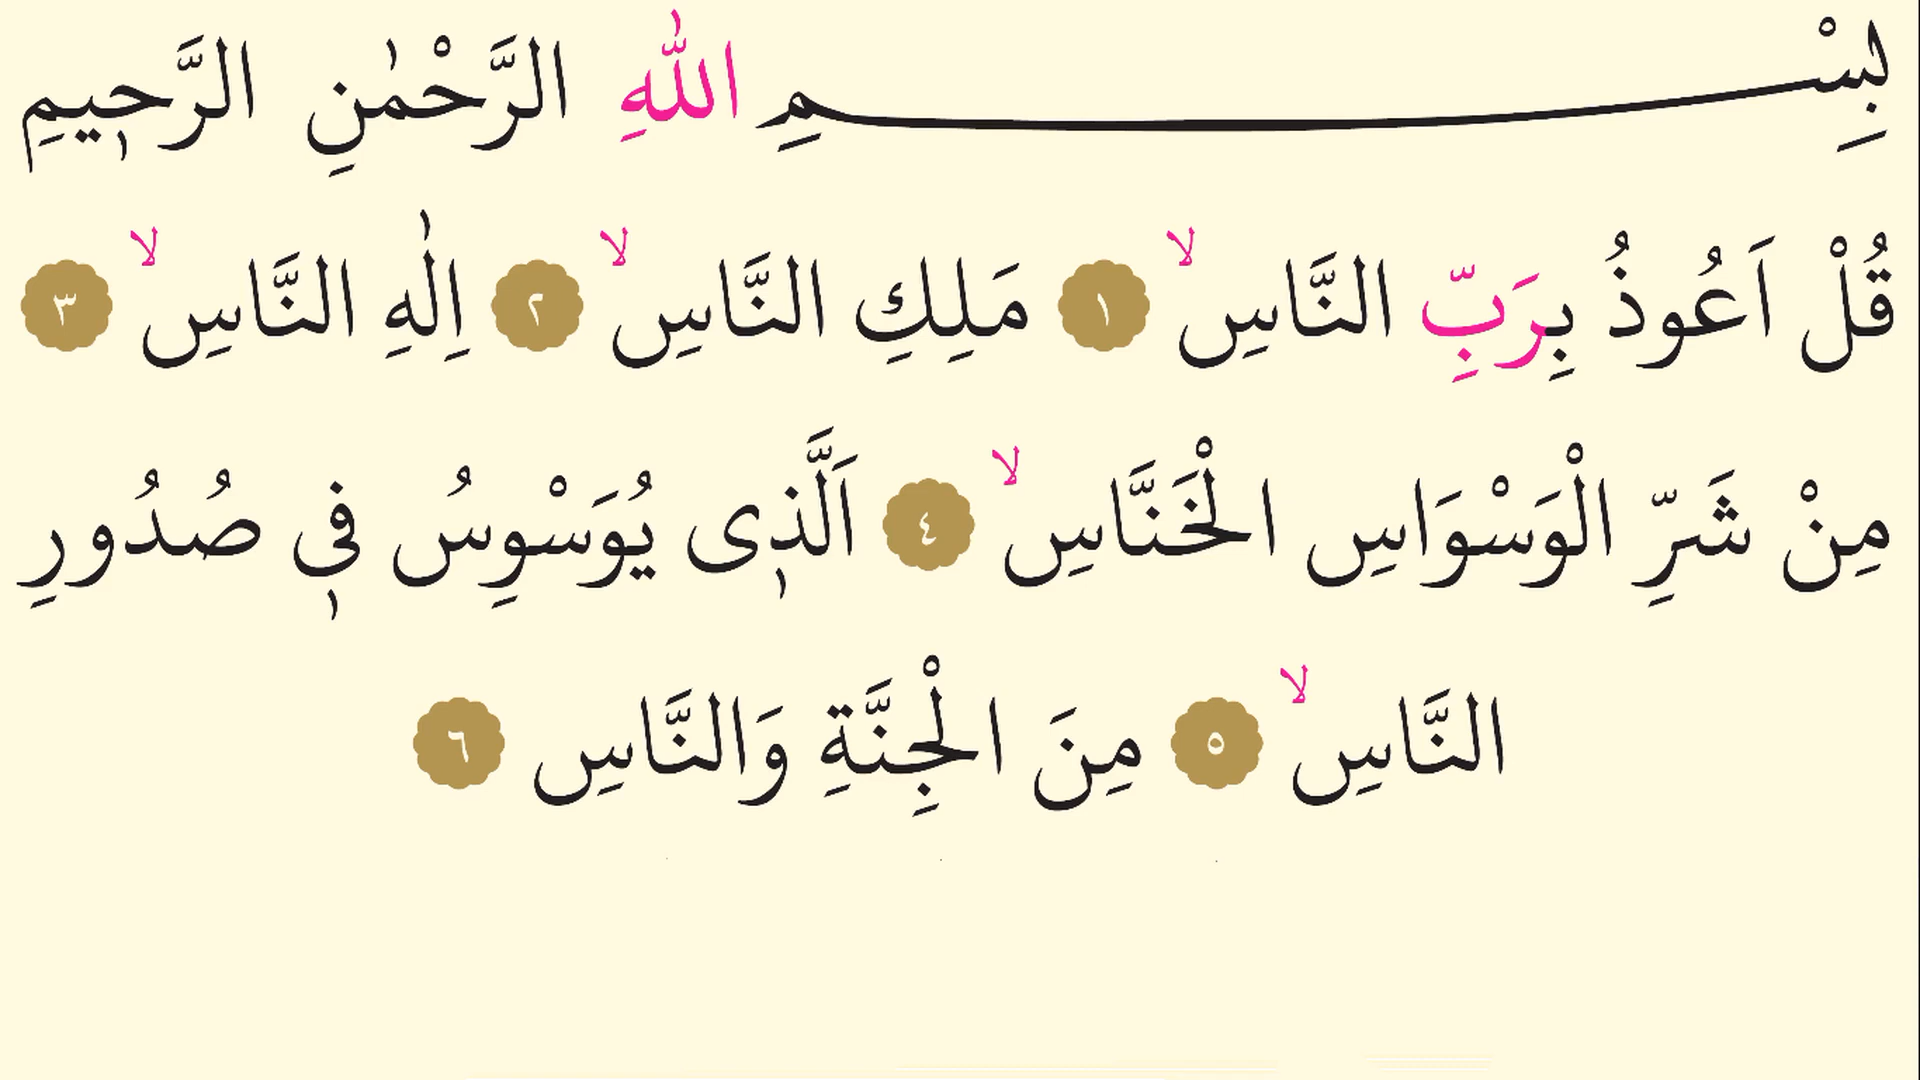 بِسْمِ اللّٰهِ الرَّحْمٰنِ الرَّح۪يمِ
قُلْ اَعُوذُ بِرَبِّ النَّاسِۙ ١ مَلِكِ النَّاسِۙ ٢ اِلٰهِ النَّاسِۙ ٣
مِنْ شَرِّ الْوَسْوَاسِ الْخَنَّاسِۙ ٤ اَلَّذ۪ى يُوَسْوِسُ ف۪ى صُدُورِ
النَّاسِۙ ٥ مِنَ الْجِنَّةِ وَالنَّاسِ ٦